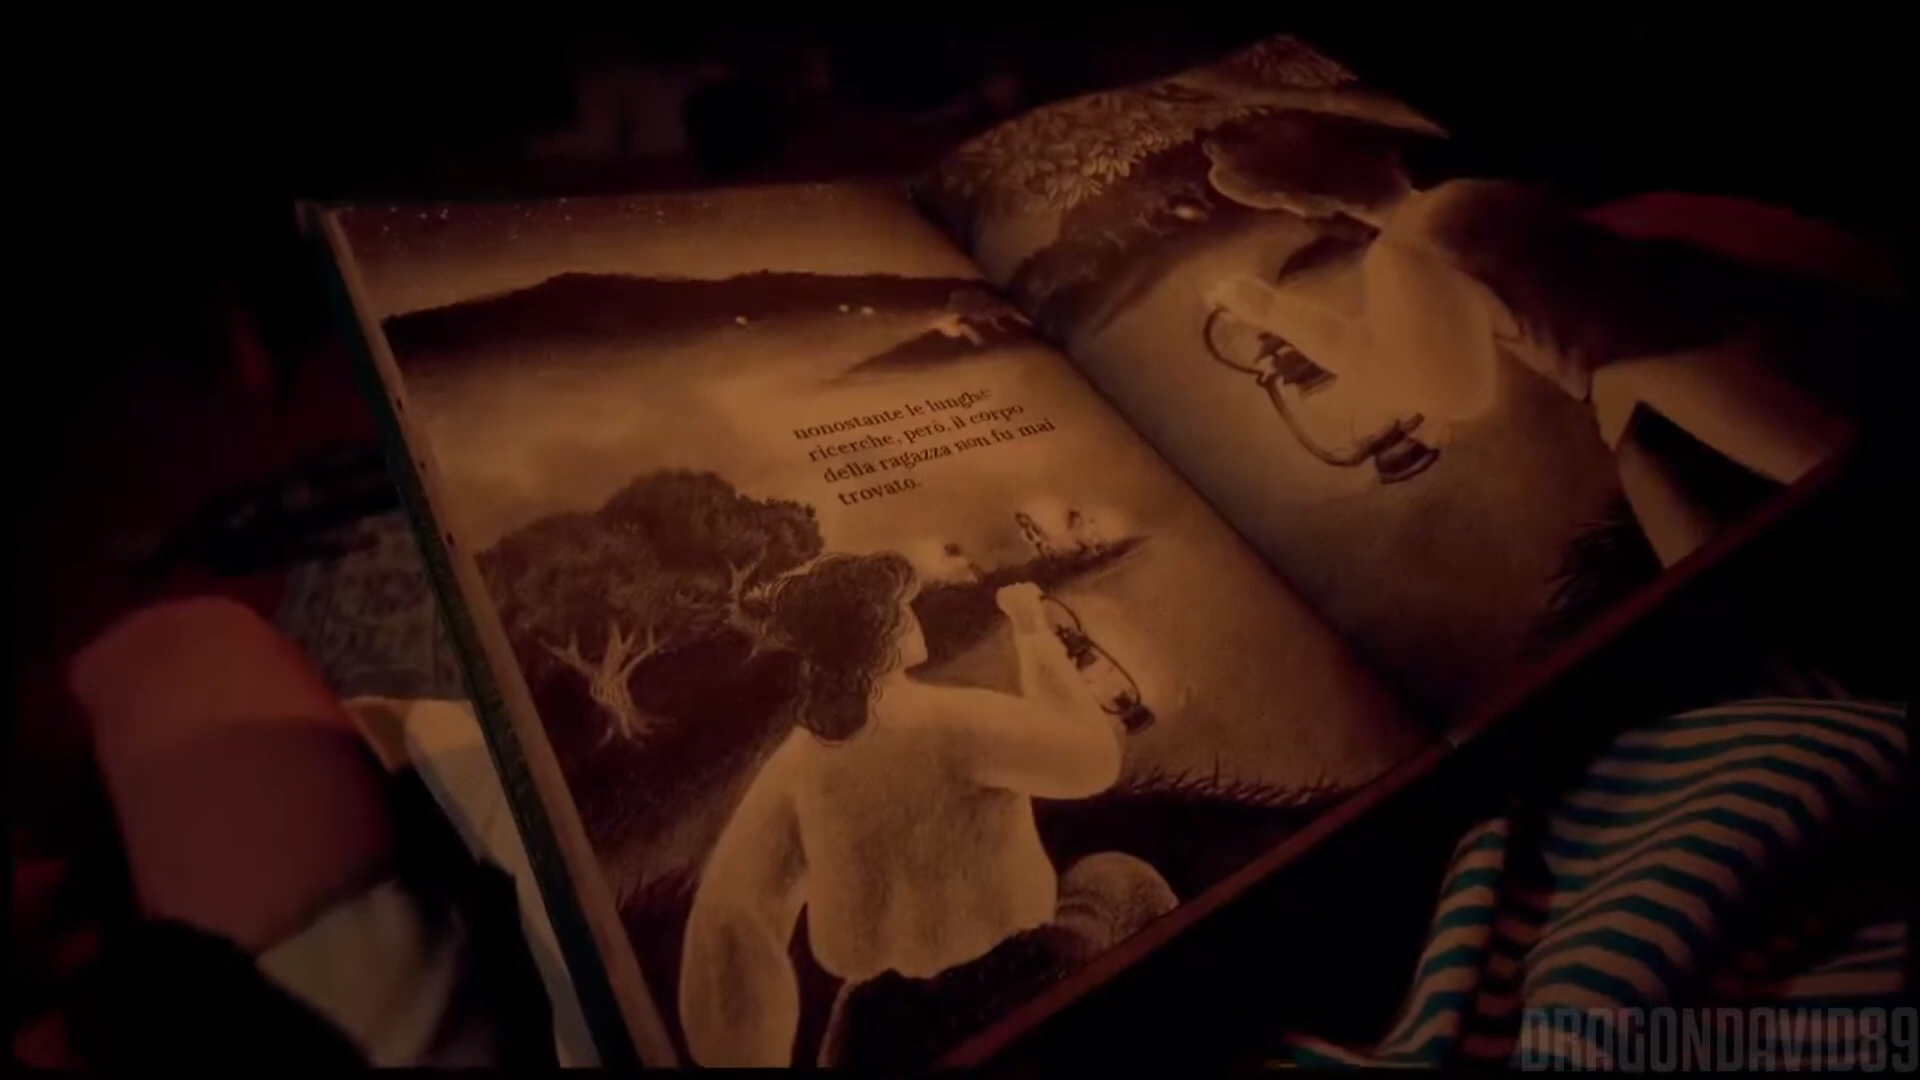 nonostante le lunghe
ricerche, però, il corpo
della ragazza non fu mai
trovato.
DRAGONDAVID89